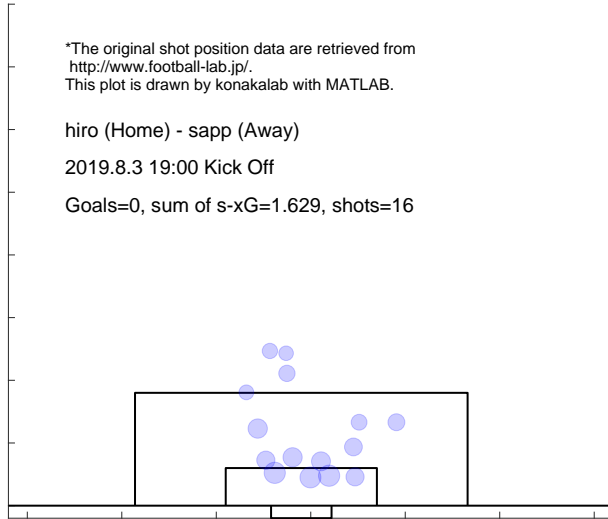 *The original shot position data are retrieved from
http://www.football-lab.jp/.
This plot is drawn by konakalab with MATLAB.
hiro (Home) - sapp (Away)
2019.8.3 19:00 Kick Off
Goals=0, sum of s-xG=1.629, shots=16